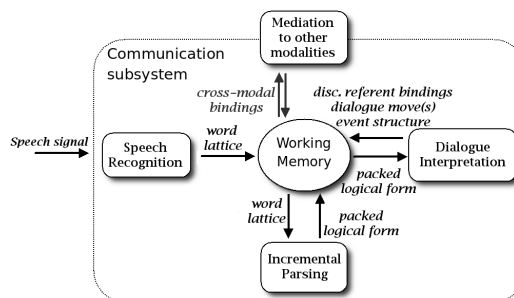 Mediation
to other
modalities
Communication
subsystem
cross-modal
bindings
disc. referent bindings
dialogue move(s)
event structure
Speech signal
Speech
Recognition
word
lattice
Working
Memory
Dialogue
Interpretation
packed
logical form
word
lattice
packed
logical form
Incremental
Parsing